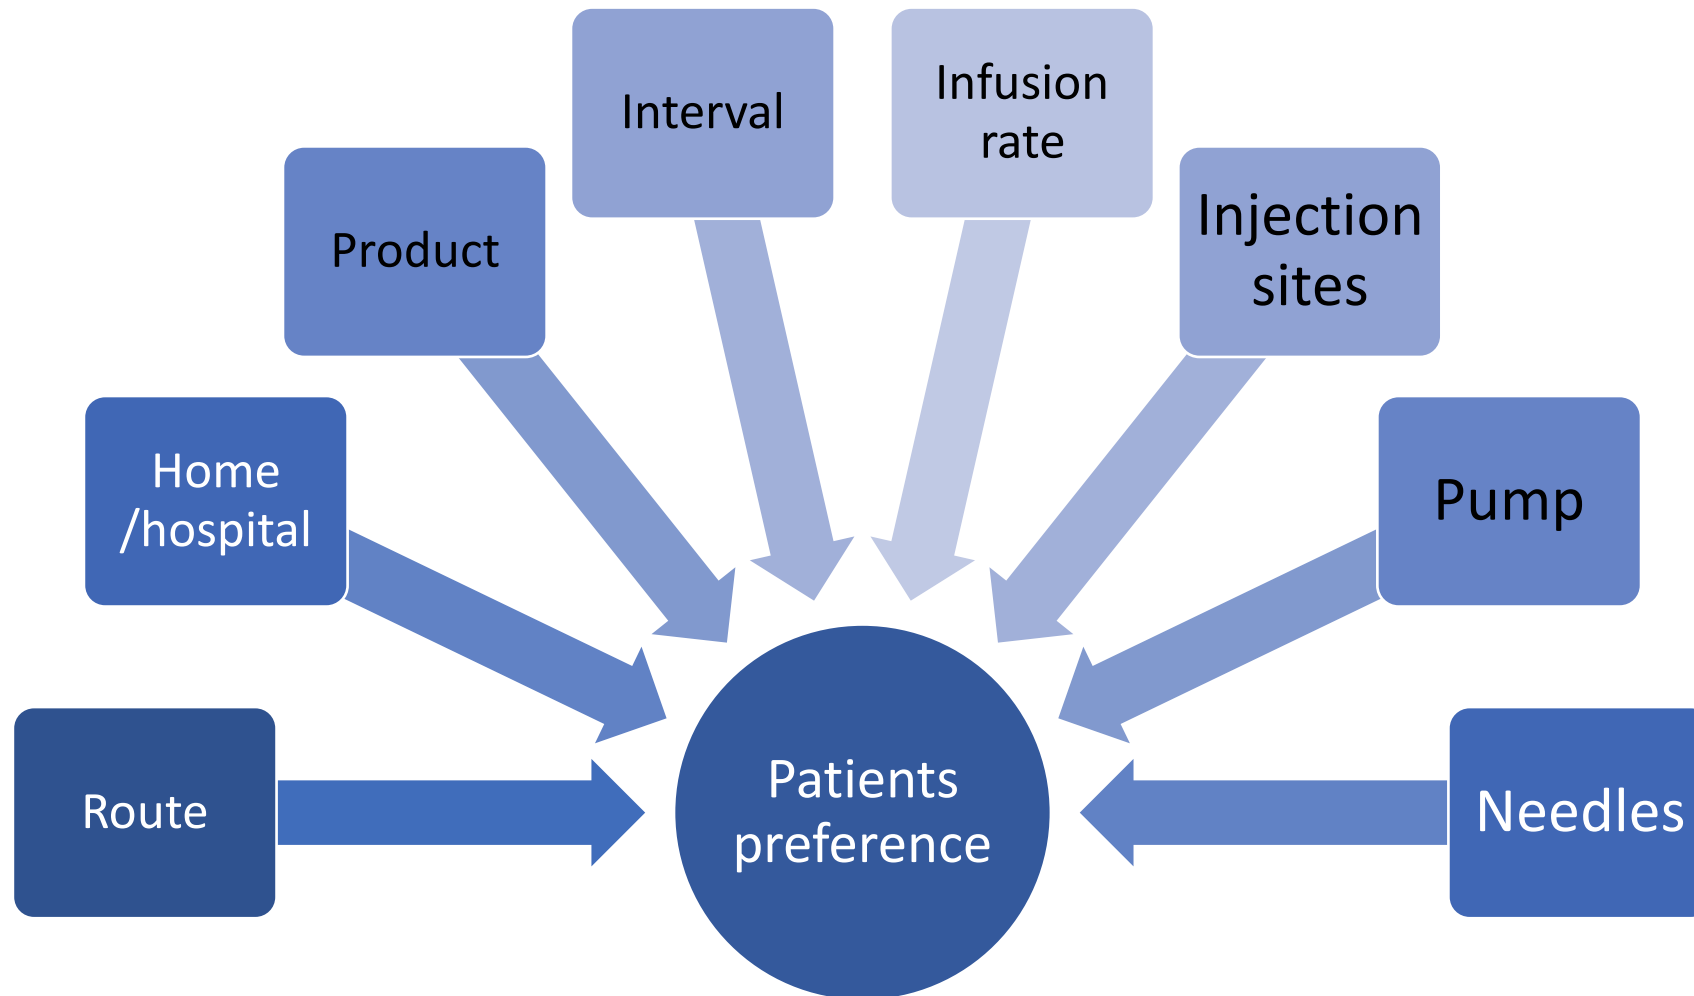 Route
Home
/hospital
Product
Interval
Infusion
rate
Injection
sites
Pump
Needles
Patients
preference